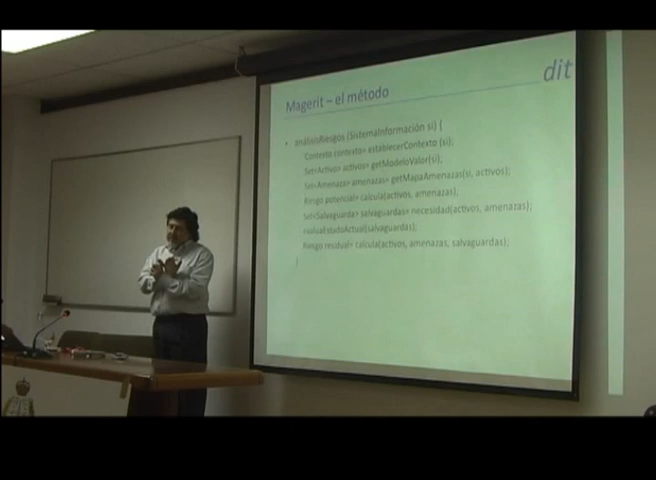 dit
Magerit – el método
• análisisRiesgos (SistemaInformación si) {
Contexto contexto= establecerContexto (si);
Set<Activo> activos= getModeloValor(si);
Set<Amenaza> amenazas= getMapaAmenazas(si, activos);
Riesgo potencial= calcula(activos, amenazas);
Set<Salvaguarda> salvaguardas= necesidad(activos, amenazas);
evaluaEstadoActual(salvaguardas);
Riesgo residual= calcula(activos, amenazas, salvaguardas);
}